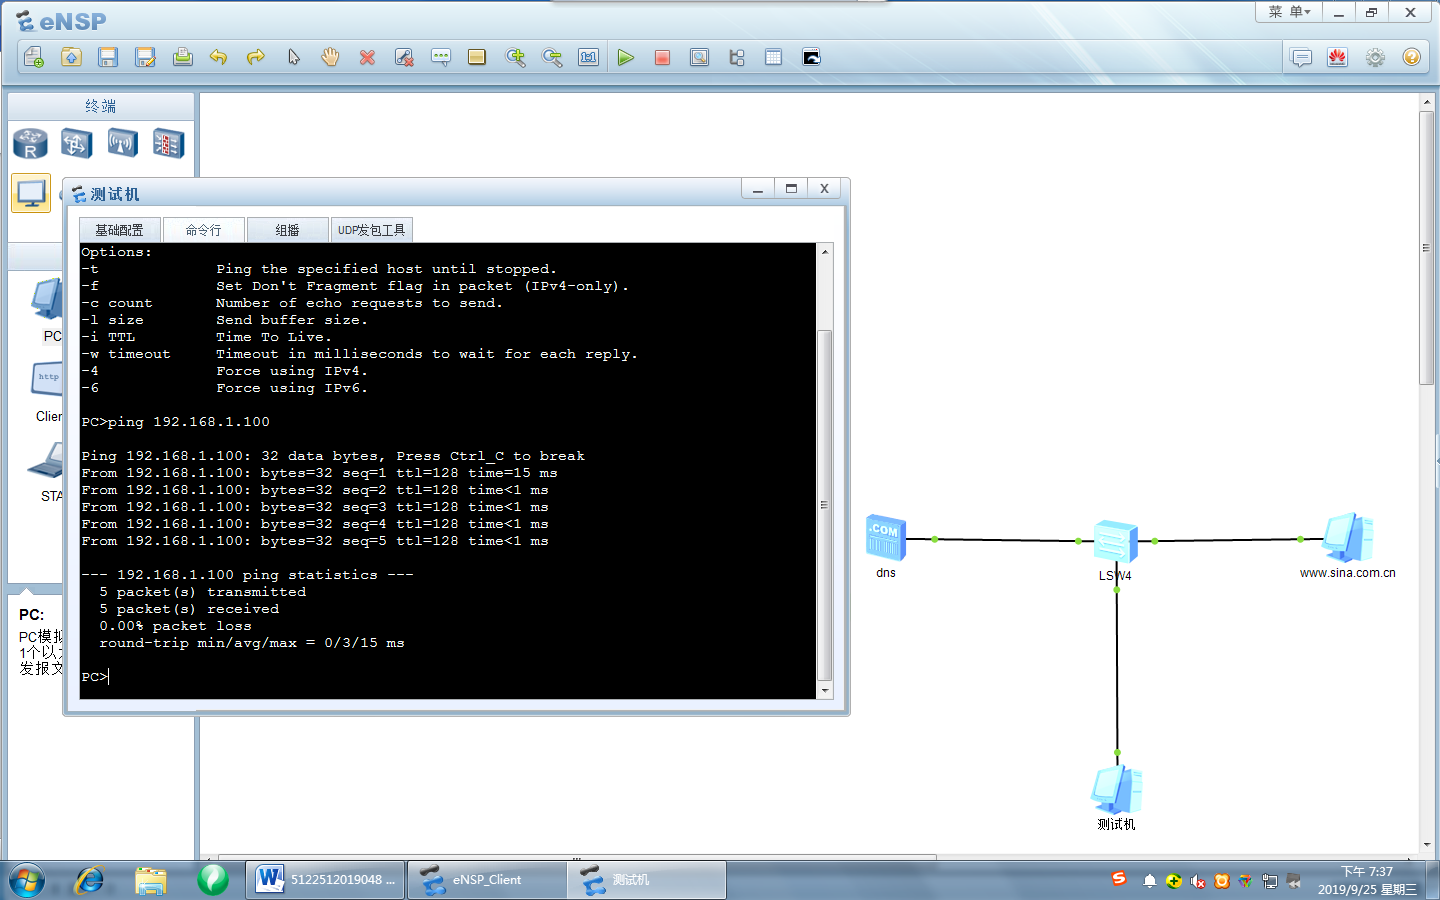 eNSP
菜 单
终端
R
测试机
基础配置
命令行
组播
UDP发包工具
Options:
-t Ping the specified host until stopped.
-f Set Don't Fragment flag in packet (IPv4-only).
-c count Number of echo requests to send.
-l size Send buffer size.
-i TTL Time To Live.
-w timeout Timeout in milliseconds to wait for each reply.
-4 Force using IPv4.
-6 Force using IPv6.
PC>ping 192.168.1.100
Ping 192.168.1.100: 32 data bytes, Press Ctrl_C to break
From 192.168.1.100: bytes=32 seq=1 ttl=128 time=15 ms
From 192.168.1.100: bytes=32 seq=2 ttl=128 time<1 ms
From 192.168.1.100: bytes=32 seq=3 ttl=128 time<1 ms
From 192.168.1.100: bytes=32 seq=4 ttl=128 time<1 ms
From 192.168.1.100: bytes=32 seq=5 ttl=128 time<1 ms
--- 192.168.1.100 ping statistics ---
5 packet(s) transmitted
5 packet(s) received
0.00% packet loss
round-trip min/avg/max = 0/3/15 ms
PC>
PC
http
Clien
STA
PC:
PC模拟
1个以
发报文
.COM
dns
LSW4
www.sina.com.cn
测试机
5122512019048 ...
eNSP_Client
测试机
下午 7:37
2019/9/25 星期三